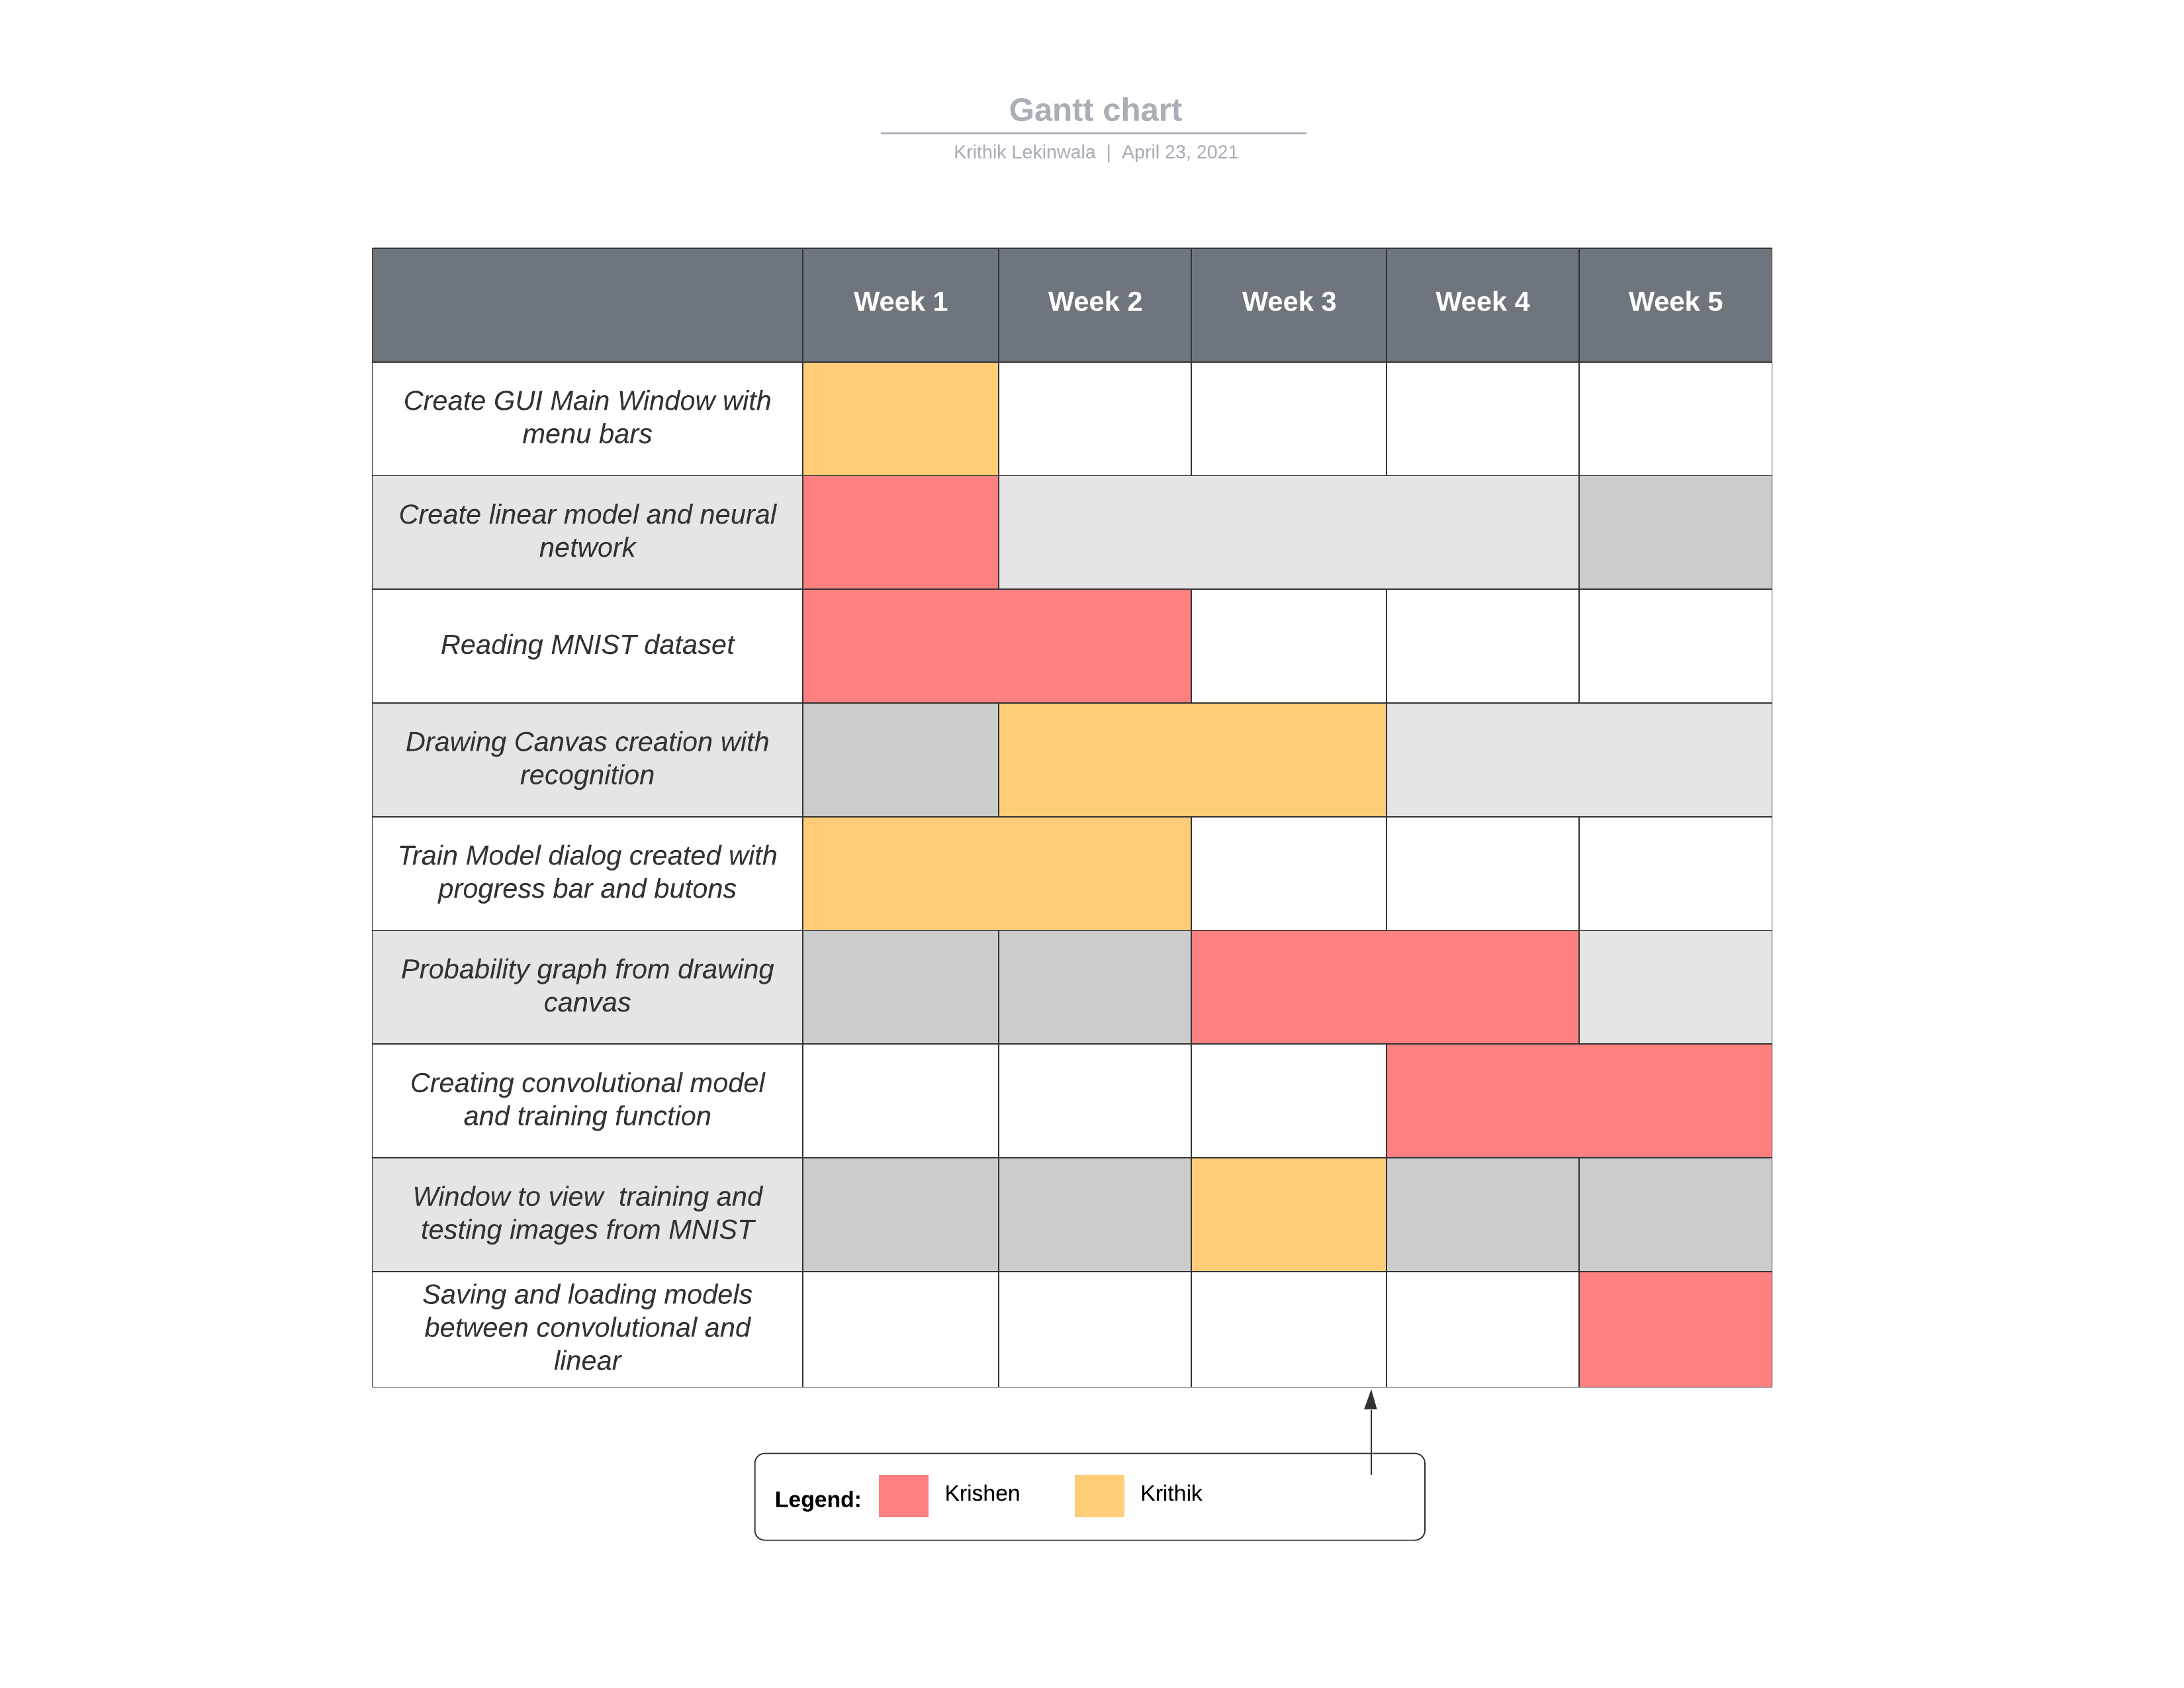 Gantt chart
Krithik Lekinwala | April 23, 2021
Week 1 Week 2 Week 3 Week 4 Week 5
Create GUI Main Window with
menu bars
Create linear model and neural
network
Reading MNIST dataset
Drawing Canvas creation with
recognition
Train Model dialog created with
progress bar and butons
Probability graph from drawing
canvas
Creating convolutional model
and training function
Window to view  training and
testing images from MNIST
Saving and loading models
between convolutional and
linear
Legend: Krishen Krithik